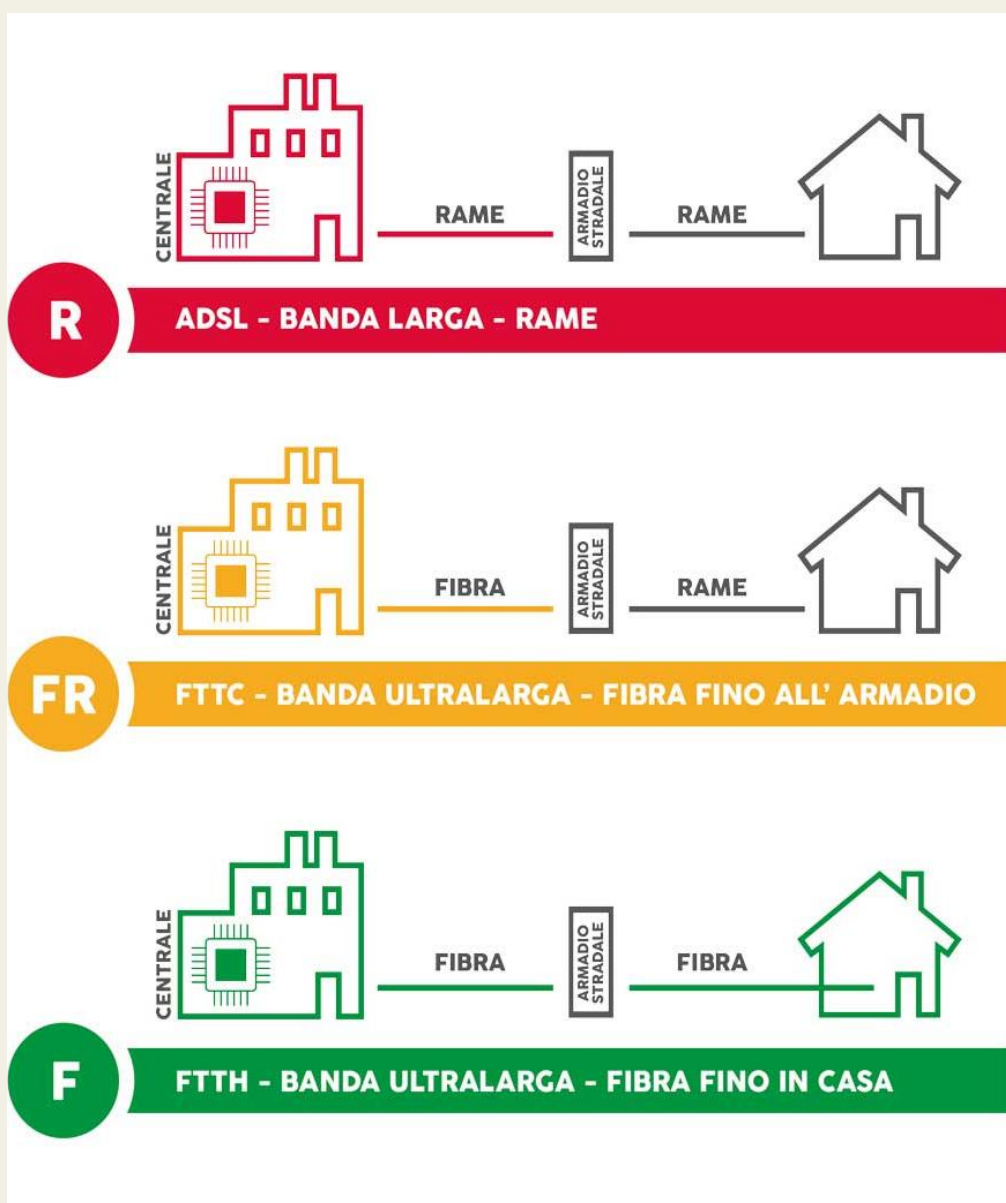 CENTRALE
RAME
ARMADIO
STRADALE
RAME
R
ADSL - BANDA LARGA - RAME
CENTRALE
FIBRA
ARMADIO
STRADALE
RAME
FR
FTTC - BANDA ULTRALARGA - FIBRA FINO ALL' ARMADIO
CENTRALE
FIBRA
ARMADIO
STRADALE
FIBRA
F
FTTH - BANDA ULTRALARGA - FIBRA FINO IN CASA